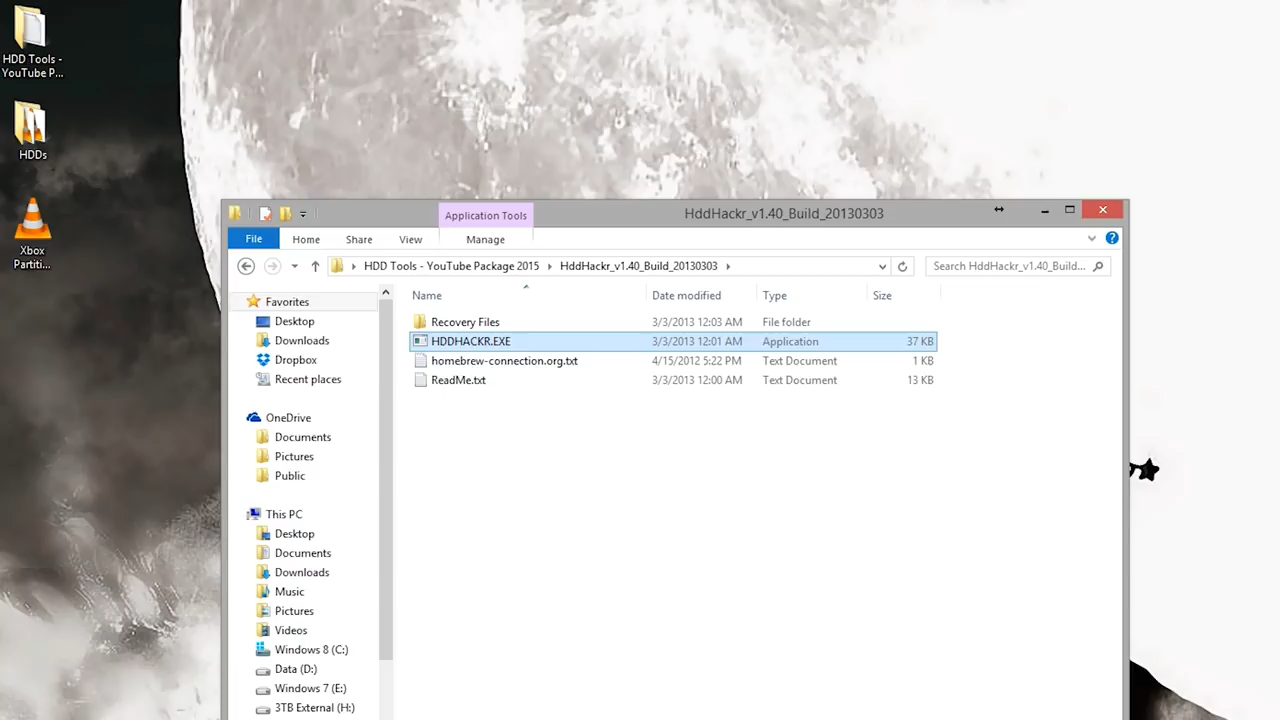 HDD Tools -
YouTube P...
HDDs
Xbox
Partiti...
Application Tools
HddHackr_v1.40_Build_20130303
File
Home
Share
View
Manage
HDD Tools - YouTube Package 2015
HddHackr_v1.40_Build_20130303
Search HddHackr_v1.40_Build...
Name
Date modified
Type
Size
Recovery Files
3/3/2013 12:03 AM
File folder
HDDHACKR.EXE
3/3/2013 12:01 AM
Application
37 KB
homebrew-connection.org.txt
4/15/2012 5:22 PM
Text Document
1 KB
ReadMe.txt
3/3/2013 12:00 AM
Text Document
13 KB
Favorites
Desktop
Downloads
Dropbox
Recent places
OneDrive
Documents
Pictures
Public
This PC
Desktop
Documents
Downloads
Music
Pictures
Videos
Windows 8 (C:)
Data (D:)
Windows 7 (E:)
3TB External (H:)